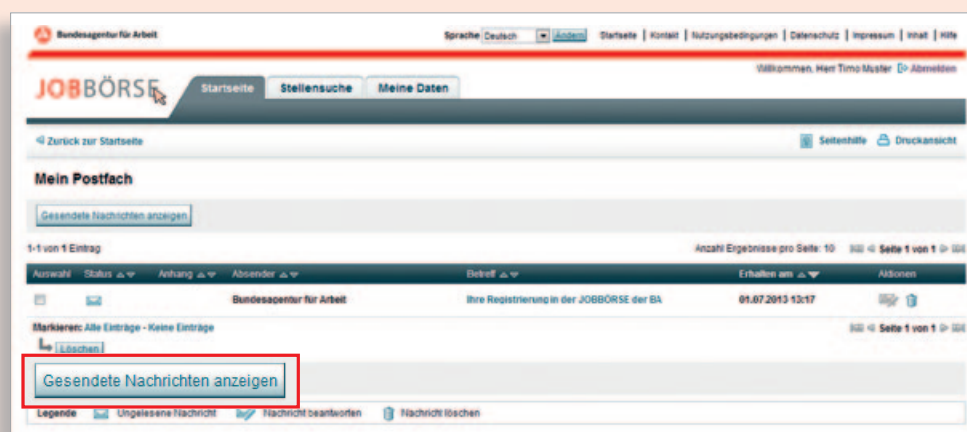 Bundesagentur für Arbeit
Sprache Deutsch Ändern Startseite | Kontakt | Nutzungsbedingungen | Datenschutz | Impressum | Inhalt | Hilfe
Willkommen, Herr Timo Muster Abmelden
JOBBÖRSE Startseite Stellensuche Meine Daten
Zurück zur Startseite Seitenhilfe Druckansicht
Mein Postfach
Gesendete Nachrichten anzeigen
1-1 von 1 Eintrag Anzahl Ergebnisse pro Seite: 10 Seite 1 von 1
Auswahl Status Anhang Absender Betreff Erhalten am Aktionen
Bundesagentur für Arbeit Ihre Registrierung in der JOBBÖRSE der BA 01.07.2013 13:17
Markieren: Alle Einträge - Keine Einträge Seite 1 von 1
Löschen
Gesendete Nachrichten anzeigen
Legende Ungelesene Nachricht Nachricht beantworten Nachricht löschen